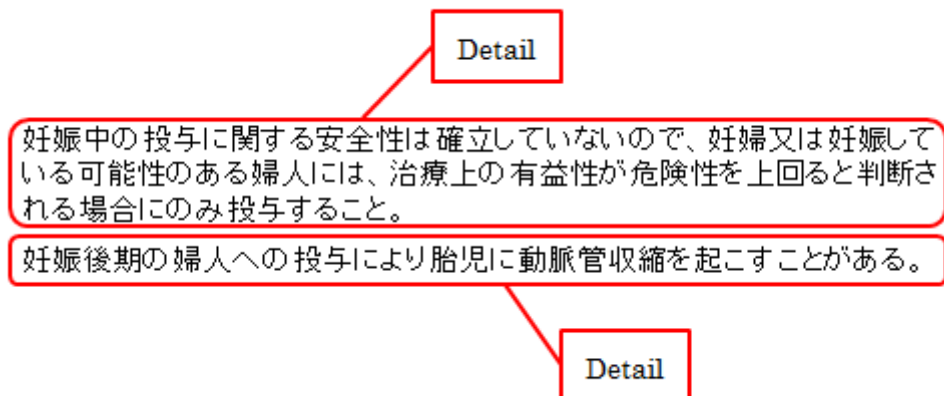 Detail
妊娠中の投与に関する安全性は確立していないので、妊婦又は妊娠して
いる可能性のある婦人には、治療上の有益性が危険性を上回ると判断さ
れる場合にのみ投与すること。
妊娠後期の婦人への投与により胎児に動脈管収縮を起こすことがある。
Detail